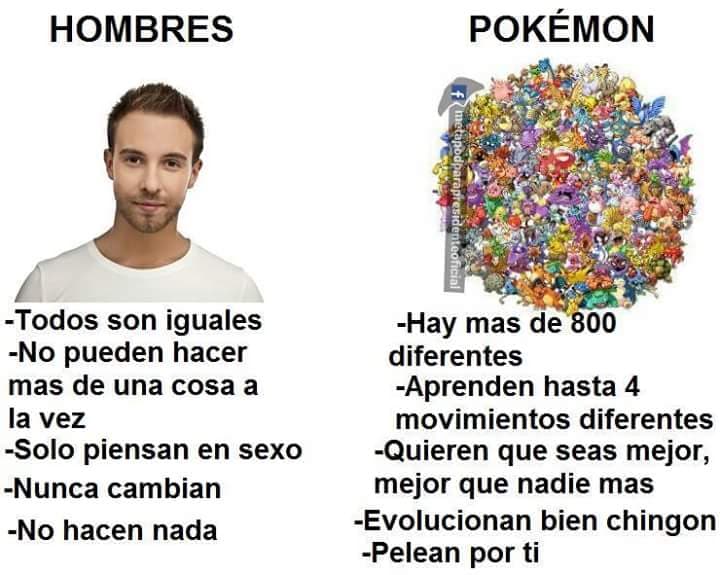 HOMBRES
-Todos son iguales
-No pueden hacer
mas de una cosa a
la vez
-Solo piensan en sexo
-Nunca cambian
-No hacen nada
POKÉMON
f /metapodparapresidenteoficial
-Hay mas de 800
diferentes
-Aprenden hasta 4
movimientos diferentes
-Quieren que seas mejor,
mejor que nadie mas
-Evolucionan bien chingon
-Pelean por ti